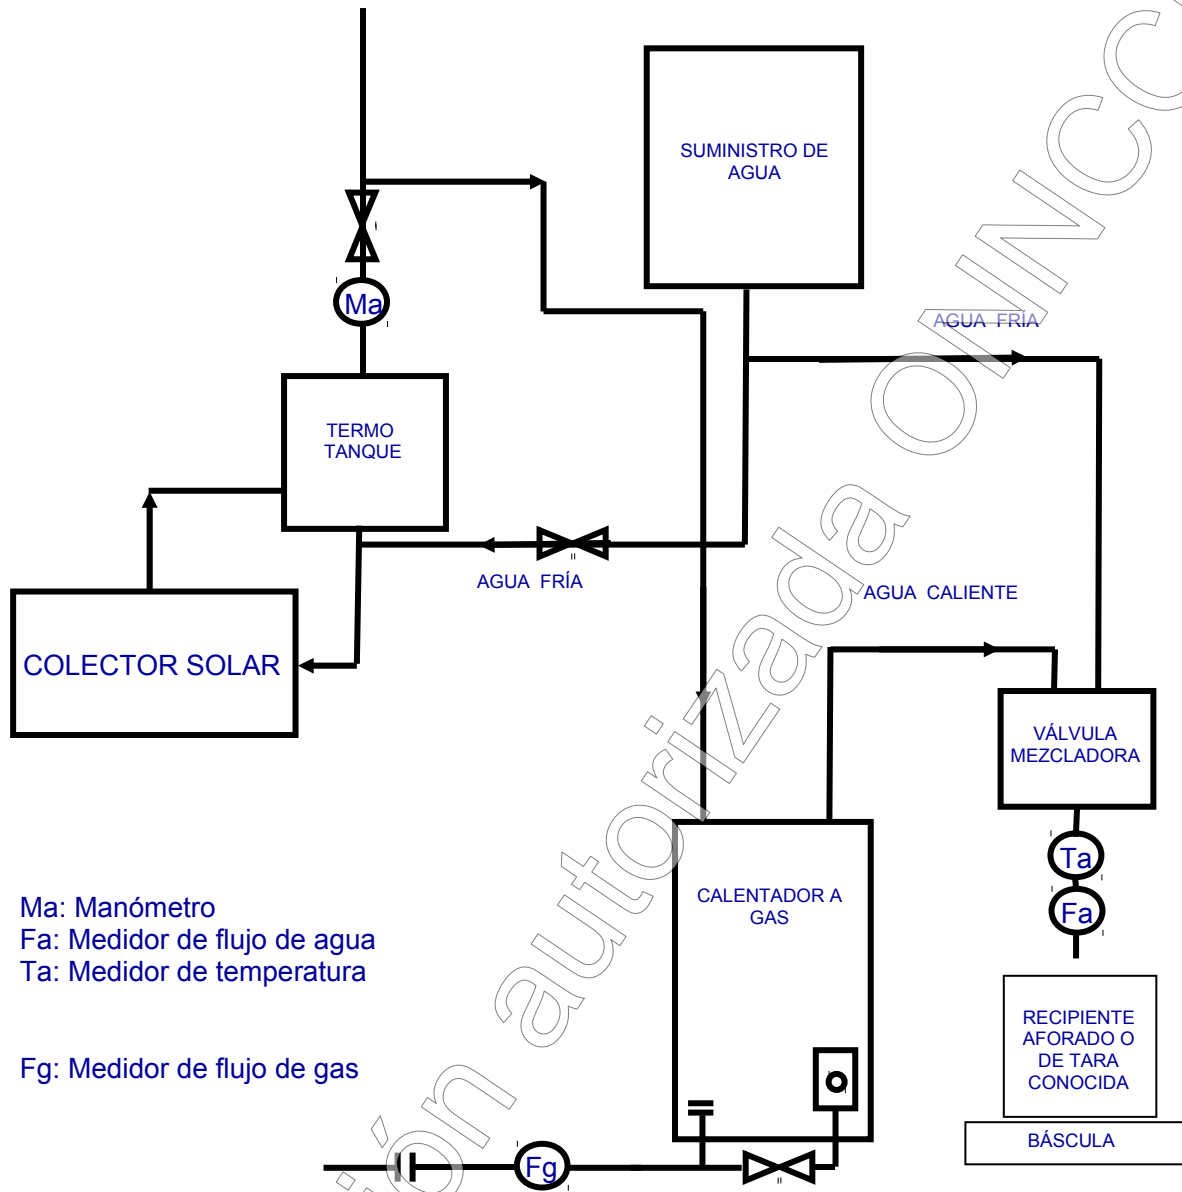 SUMINISTRO DE
AGUA
Ma
AGUA FRÍA
TERMO
TANQUE
AGUA FRÍA
AGUA CALIENTE
COLECTOR SOLAR
VÁLVULA
MEZCLADORA
Ta
CALENTADOR A
GAS
Fa
Ma: Manómetro
Fa: Medidor de flujo de agua
Ta: Medidor de temperatura
RECIPIENTE
AFORADO O
DE TARA
CONOCIDA
Fg: Medidor de flujo de gas
BÁSCULA
Fg
autorizada ONNCC